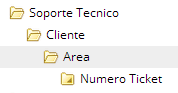 Soporte Tecnico
Cliente
Area
Numero Ticket